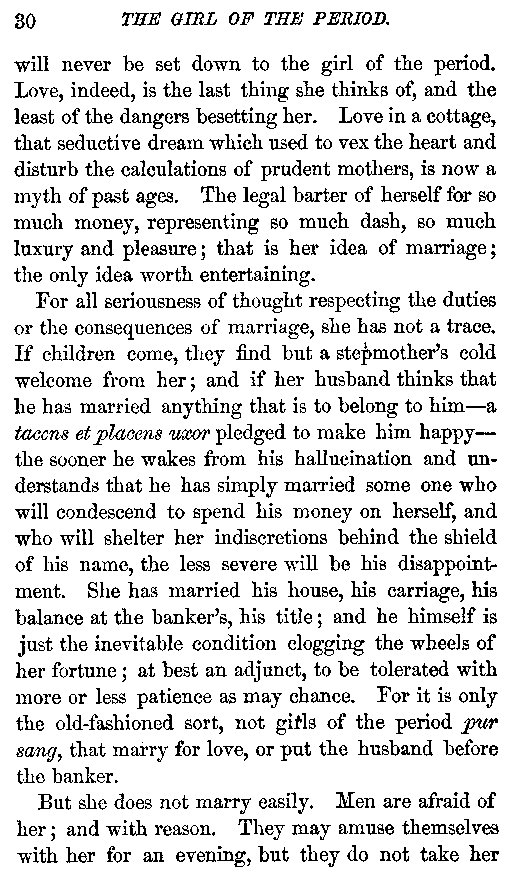 30 THE GIRL OF THE PERIOD.
will never be set down to the girl of the period.
Love, indeed, is the last thing she thinks of, and the
least of the dangers besetting her. Love in a cottage,
that seductive dream which used to vex the heart and
disturb the calculations of prudent mothers, is now a
myth of past ages. The legal barter of herself for so
much money, representing so much dash, so much
luxury and pleasure; that is her idea of marriage;
the only idea worth entertaining.
For all seriousness of thought respecting the duties
or the consequences of marriage, she has not a trace.
If children come, they find but a stepmother's cold
welcome from her; and if her husband thinks that
he has married anything that is to belong to him—a
tacens et placens uxor pledged to make him happy—
the sooner he wakes from his hallucination and un-
derstands that he has simply married some one who
will condescend to spend his money on herself, and
who will shelter her indiscretions behind the shield
of his name, the less severe will be his disappoint-
ment. She has married his house, his carriage, his
balance at the banker's, his title; and he himself is
just the inevitable condition clogging the wheels of
her fortune; at best an adjunct, to be tolerated with
more or less patience as may chance. For it is only
the old-fashioned sort, not girls of the period pur
sang, that marry for love, or put the husband before
the banker.
But she does not marry easily. Men are afraid of
her; and with reason. They may amuse themselves
with her for an evening, but they do not take her